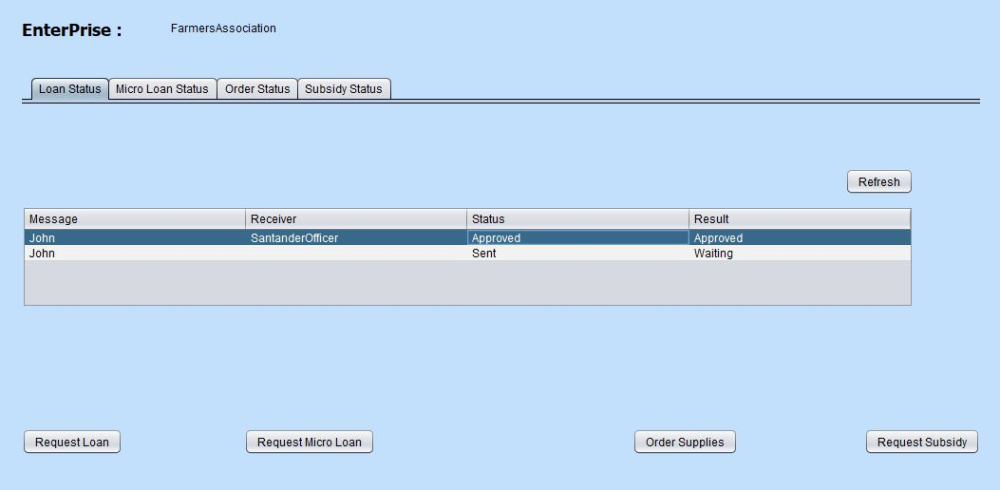 EnterPrise : FarmersAssociation
Loan Status Micro Loan Status Order Status Subsidy Status
Refresh
Message Receiver Status Result
John SantanderOfficer Approved Approved
John Sent Waiting
Request Loan Request Micro Loan Order Supplies Request Subsidy